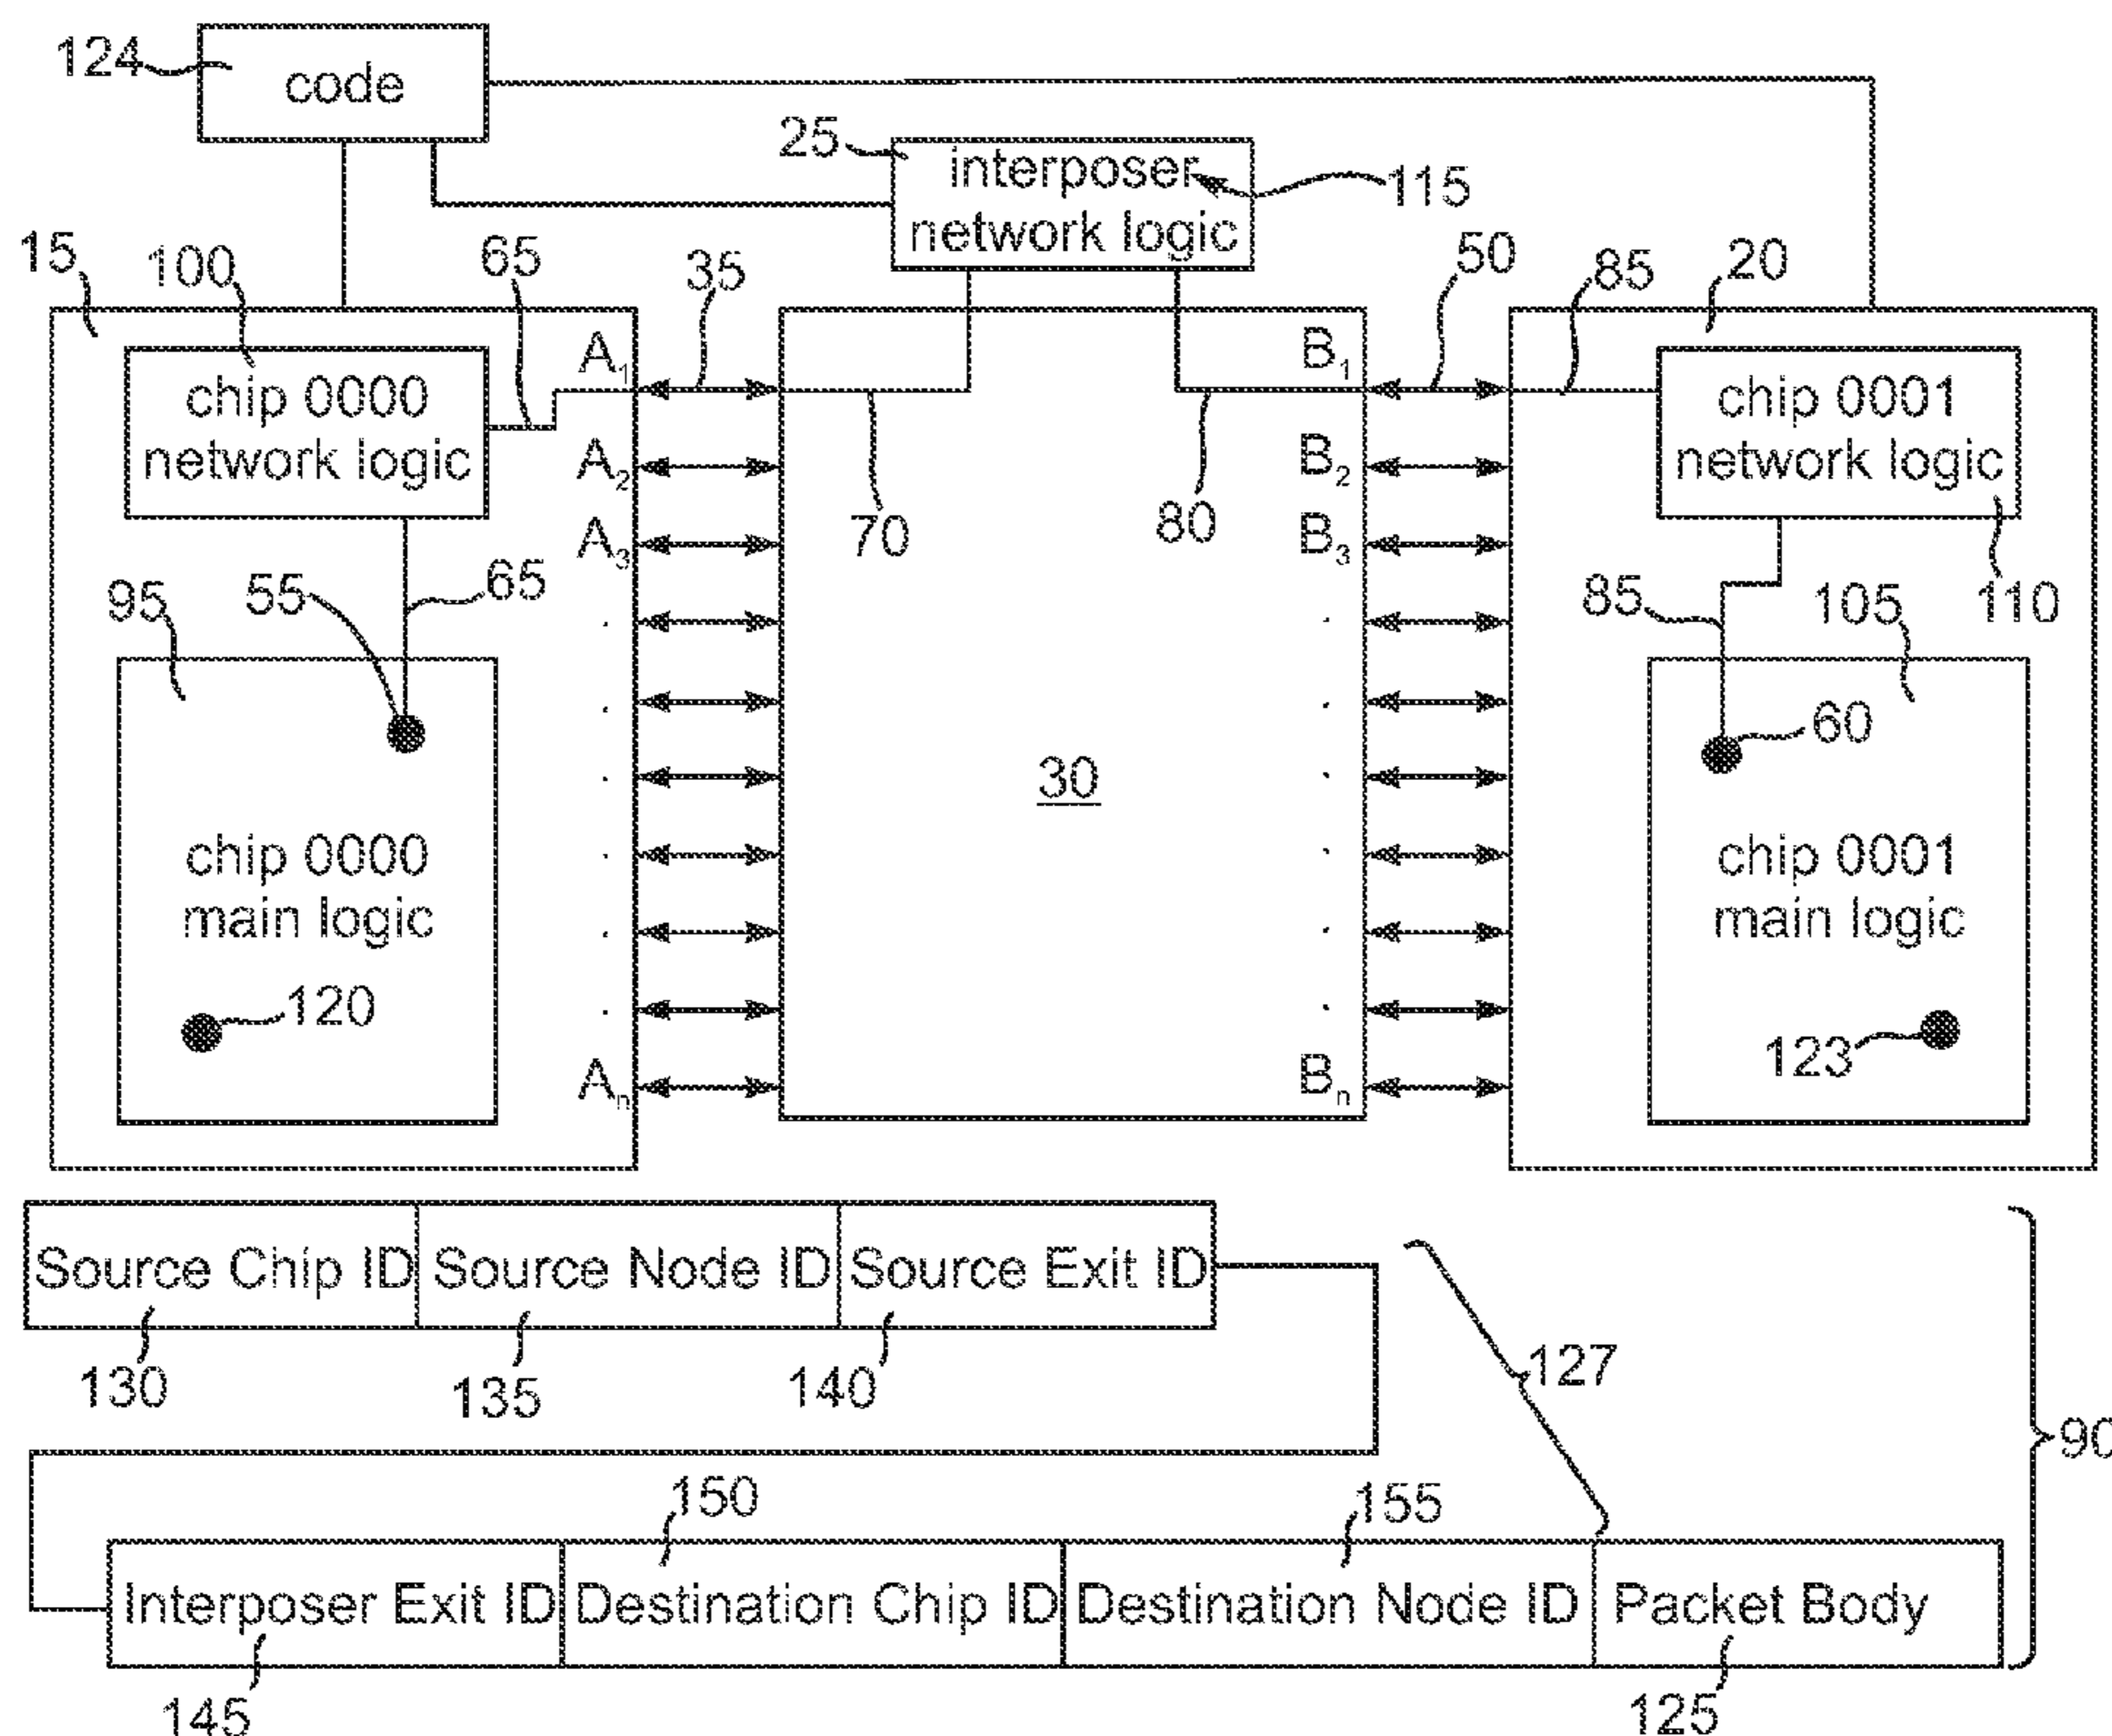 124
code
25
interposer
network logic
115
15
100
65
35
50
85
20
A1
B1
chip 0000
network logic
chip 0001
network logic
A2
B2
70
80
A3
B3
95
55
65
85
105
110
60
30
chip 0000
main logic
chip 0001
main logic
120
123
An
Bn
Source Chip ID
Source Node ID
Source Exit ID
130
135
140
127
90
150
155
Interposer Exit ID
Destination Chip ID
Destination Node ID
Packet Body
145
125